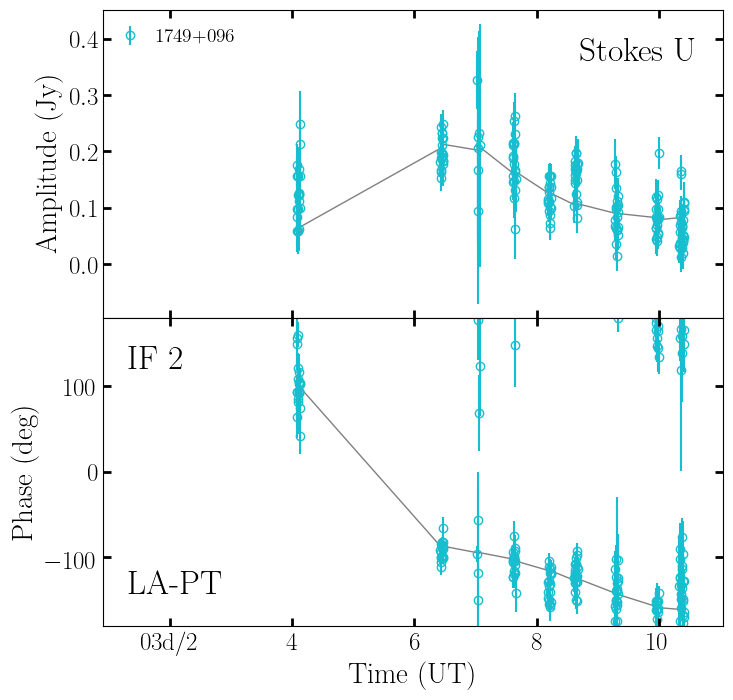 1749+096
Stokes U
0.4
0.3
0.2
0.1
0.0
Amplitude (Jy)
IF 2
100
0
−100
Phase (deg)
LA-PT
03d/2
4
6
8
10
Time (UT)